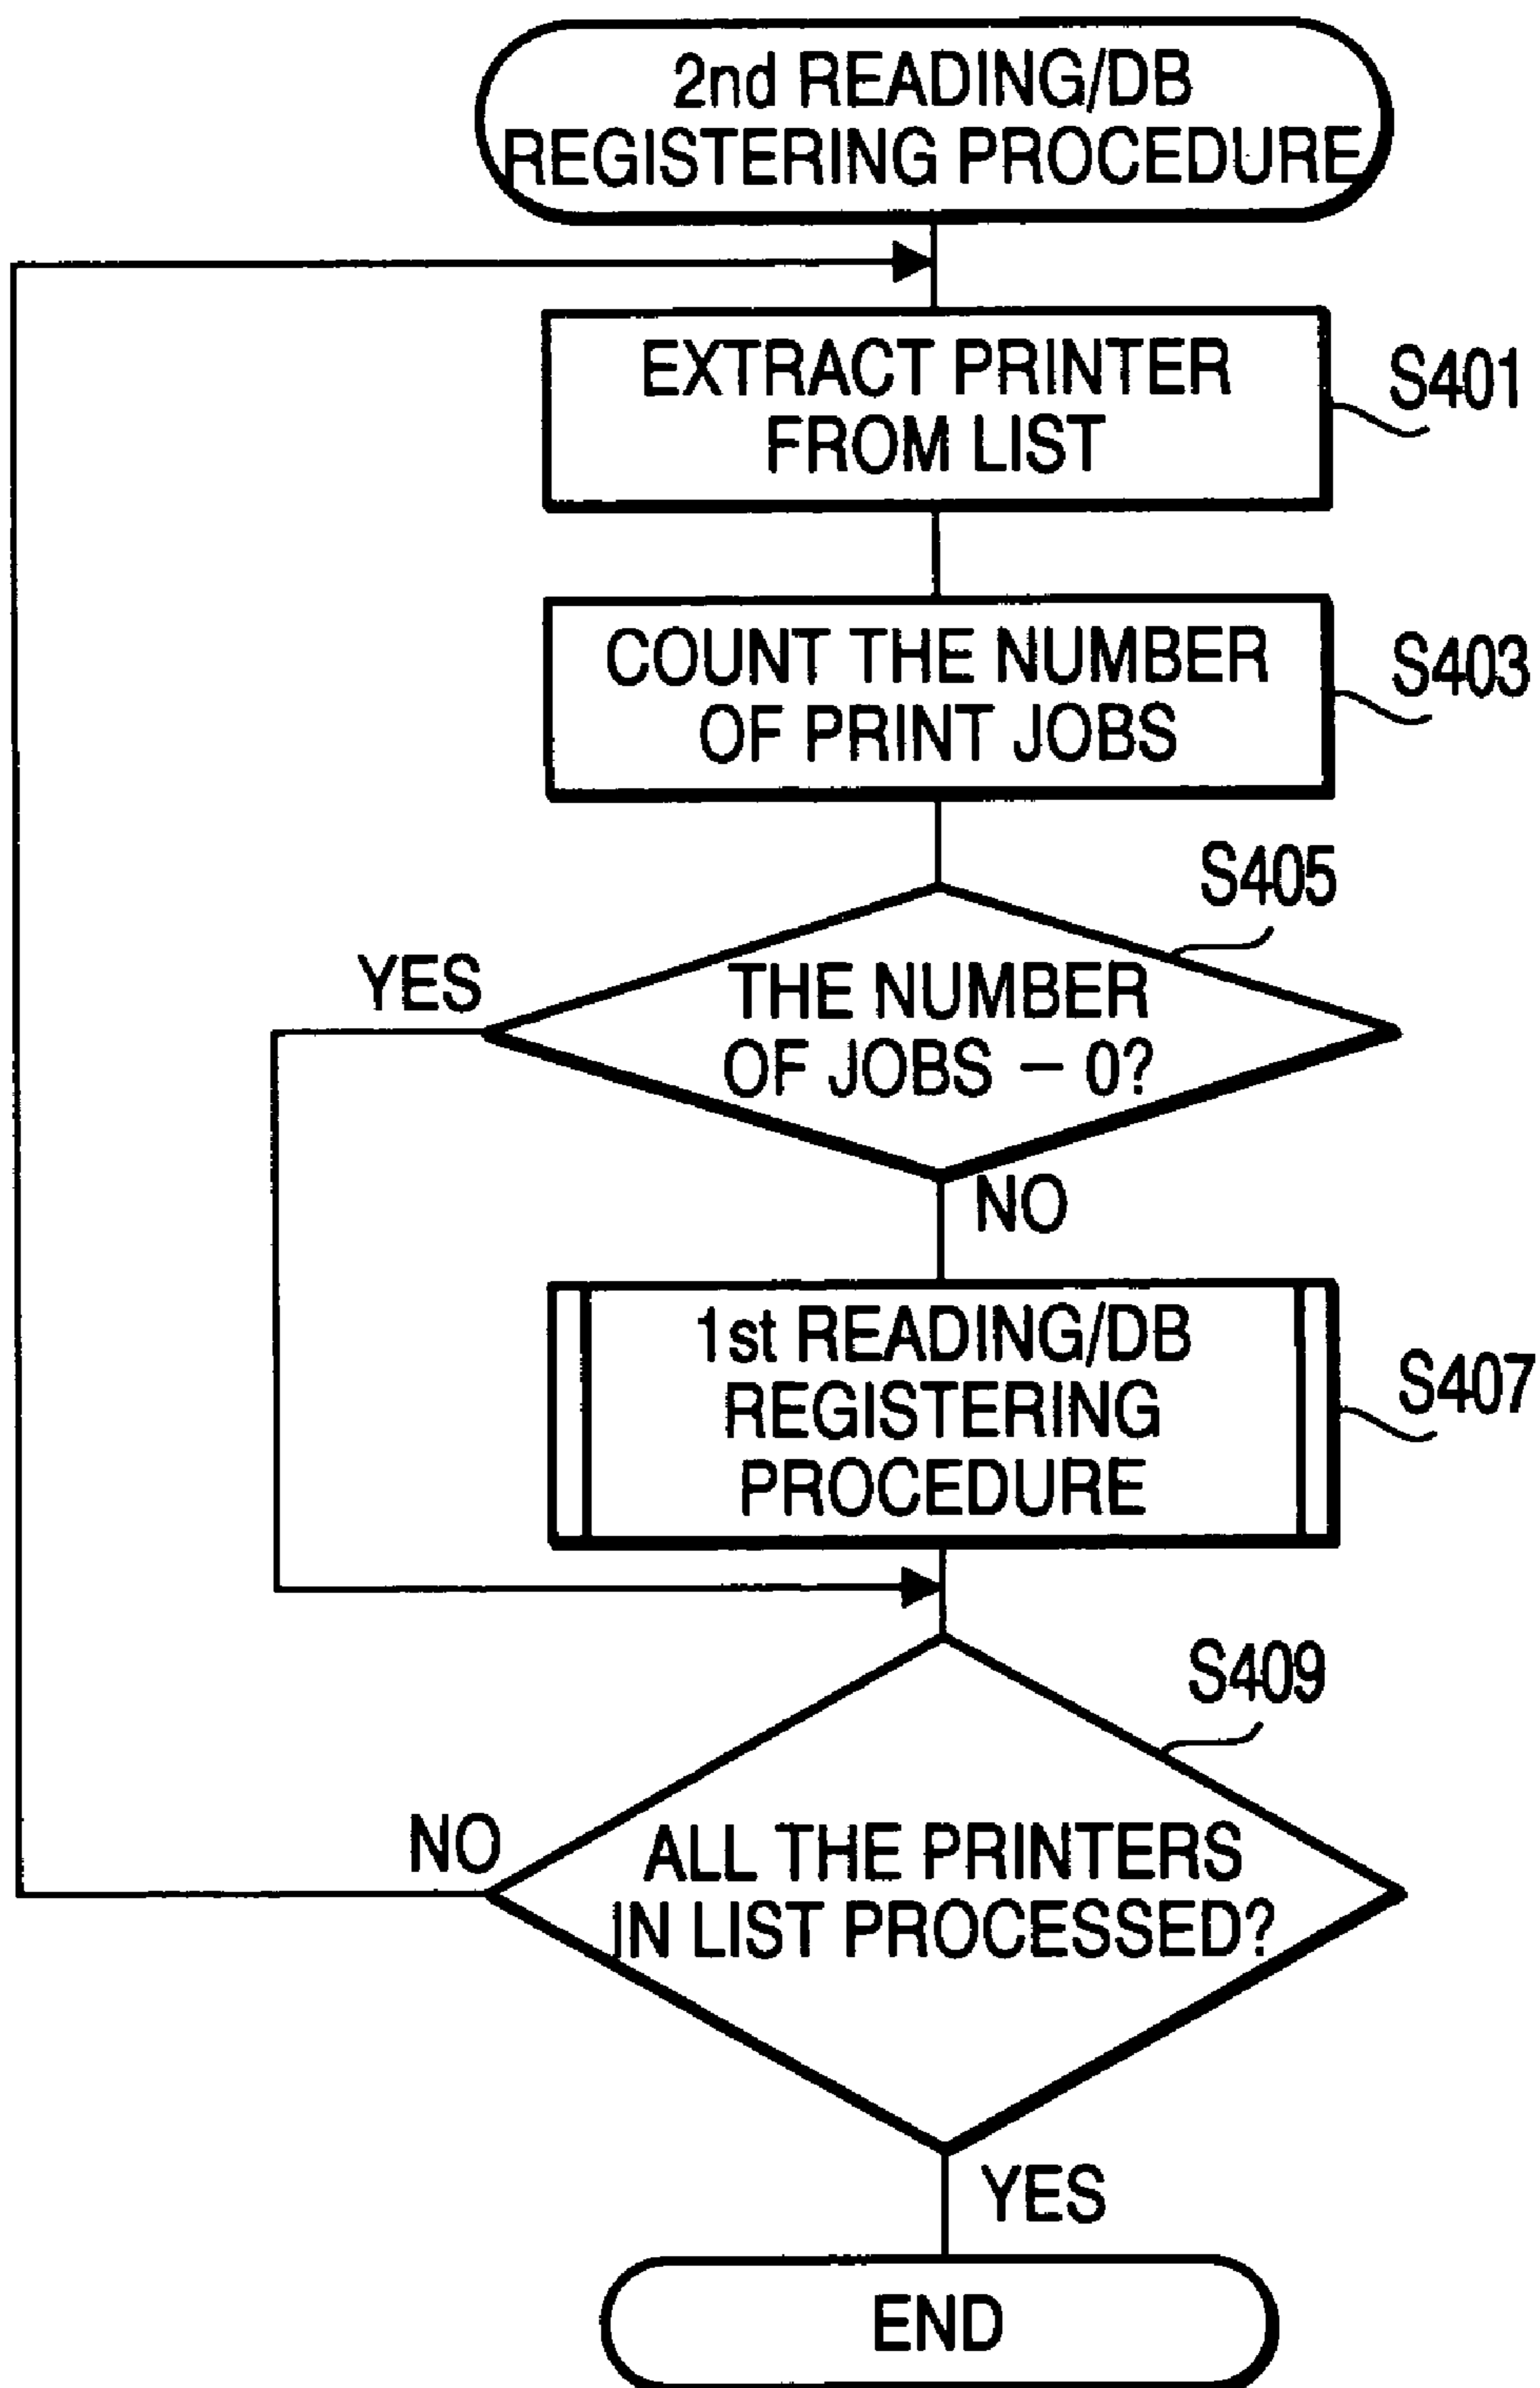 2nd READING/DB
REGISTERING PROCEDURE
EXTRACT PRINTER
FROM LIST
S401
COUNT THE NUMBER
OF PRINT JOBS
S403
S405
YES
THE NUMBER
OF JOBS — 0?
NO
1st READING/DB
REGISTERING
PROCEDURE
S407
S409
NO
ALL THE PRINTERS
IN LIST PROCESSED?
YES
END